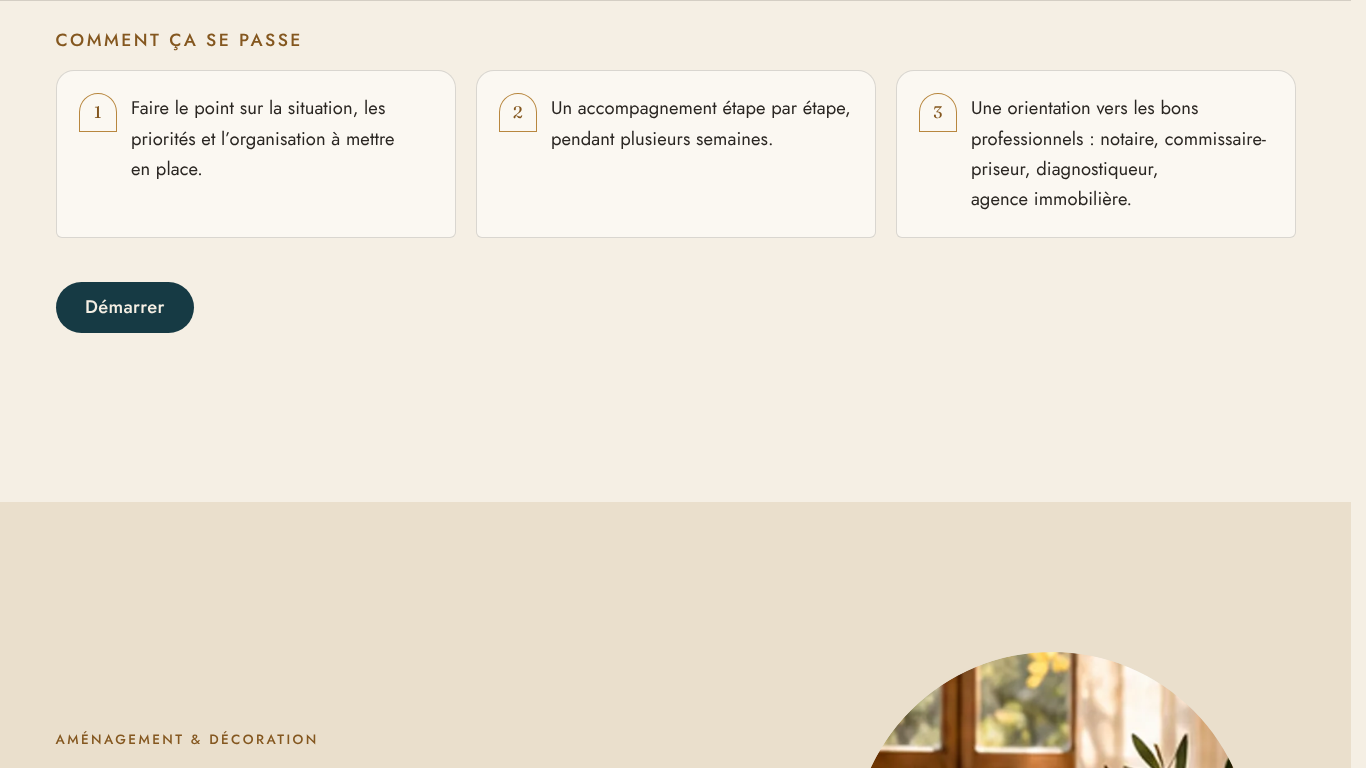 COMMENT ÇA SE PASSE
1
Faire le point sur la situation, les
priorités et l’organisation à mettre
en place.
2
Un accompagnement étape par étape,
pendant plusieurs semaines.
3
Une orientation vers les bons
professionnels : notaire, commissaire-
priseur, diagnostiqueur,
agence immobilière.
Démarrer
AMÉNAGEMENT & DÉCORATION